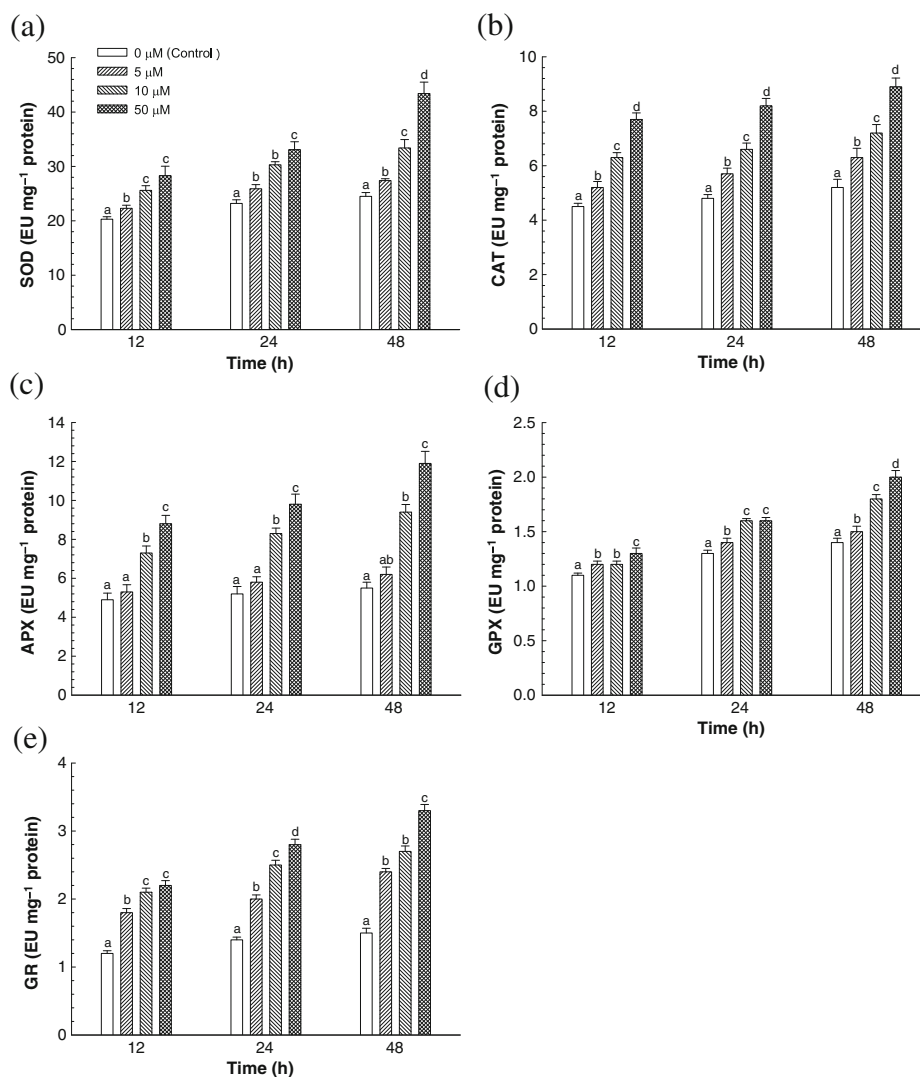 (a)
0 μM (Control )
5 μM
10 μM
50 μM
50
40
30
20
10
0
SOD (EU mg⁻¹ protein)
a b c c
a a b c
a b c d
12 24 48
Time (h)
(b)
10
8
6
4
2
0
CAT (EU mg⁻¹ protein)
a b c d
a b c d
a b c d
12 24 48
Time (h)
(c)
14
12
10
8
6
4
2
0
APX (EU mg⁻¹ protein)
a a b c
a a b c
a ab b c
12 24 48
(d)
2.5
2.0
1.5
1.0
0.5
0.0
GPX (EU mg⁻¹ protein)
a b b c
a b c c
a b c d
12 24 48
Time (h)
(e)
4
3
2
1
0
GR (EU mg⁻¹ protein)
a b c c
a b c d
a b b c
12 24 48
Time (h)